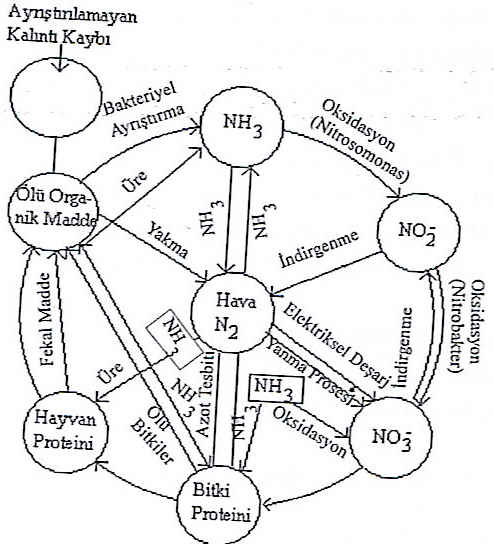 Ayrıştırılamayan
Kalıntı Kaybı
Bakteriyel
Ayrıştırma
NH3
Oksidasyon
(Nitrosomonas)
Üre
Ölü Orga-
nik Madde
Yakma
NH3
NH3
NO2-
İndirgenme
Hava
N2
Elektriksel Deşarj
Yanma Prosesi
İndirgenme
Oksidasyon
(Nitrobakter)
Fekal Madde
NH3
Üre
NH3
Ölü
Bitkiler
Azot Tesbiti
NH3
NH3
Oksidasyon
NO3-
Hayvan
Proteini
Bitki
Proteini